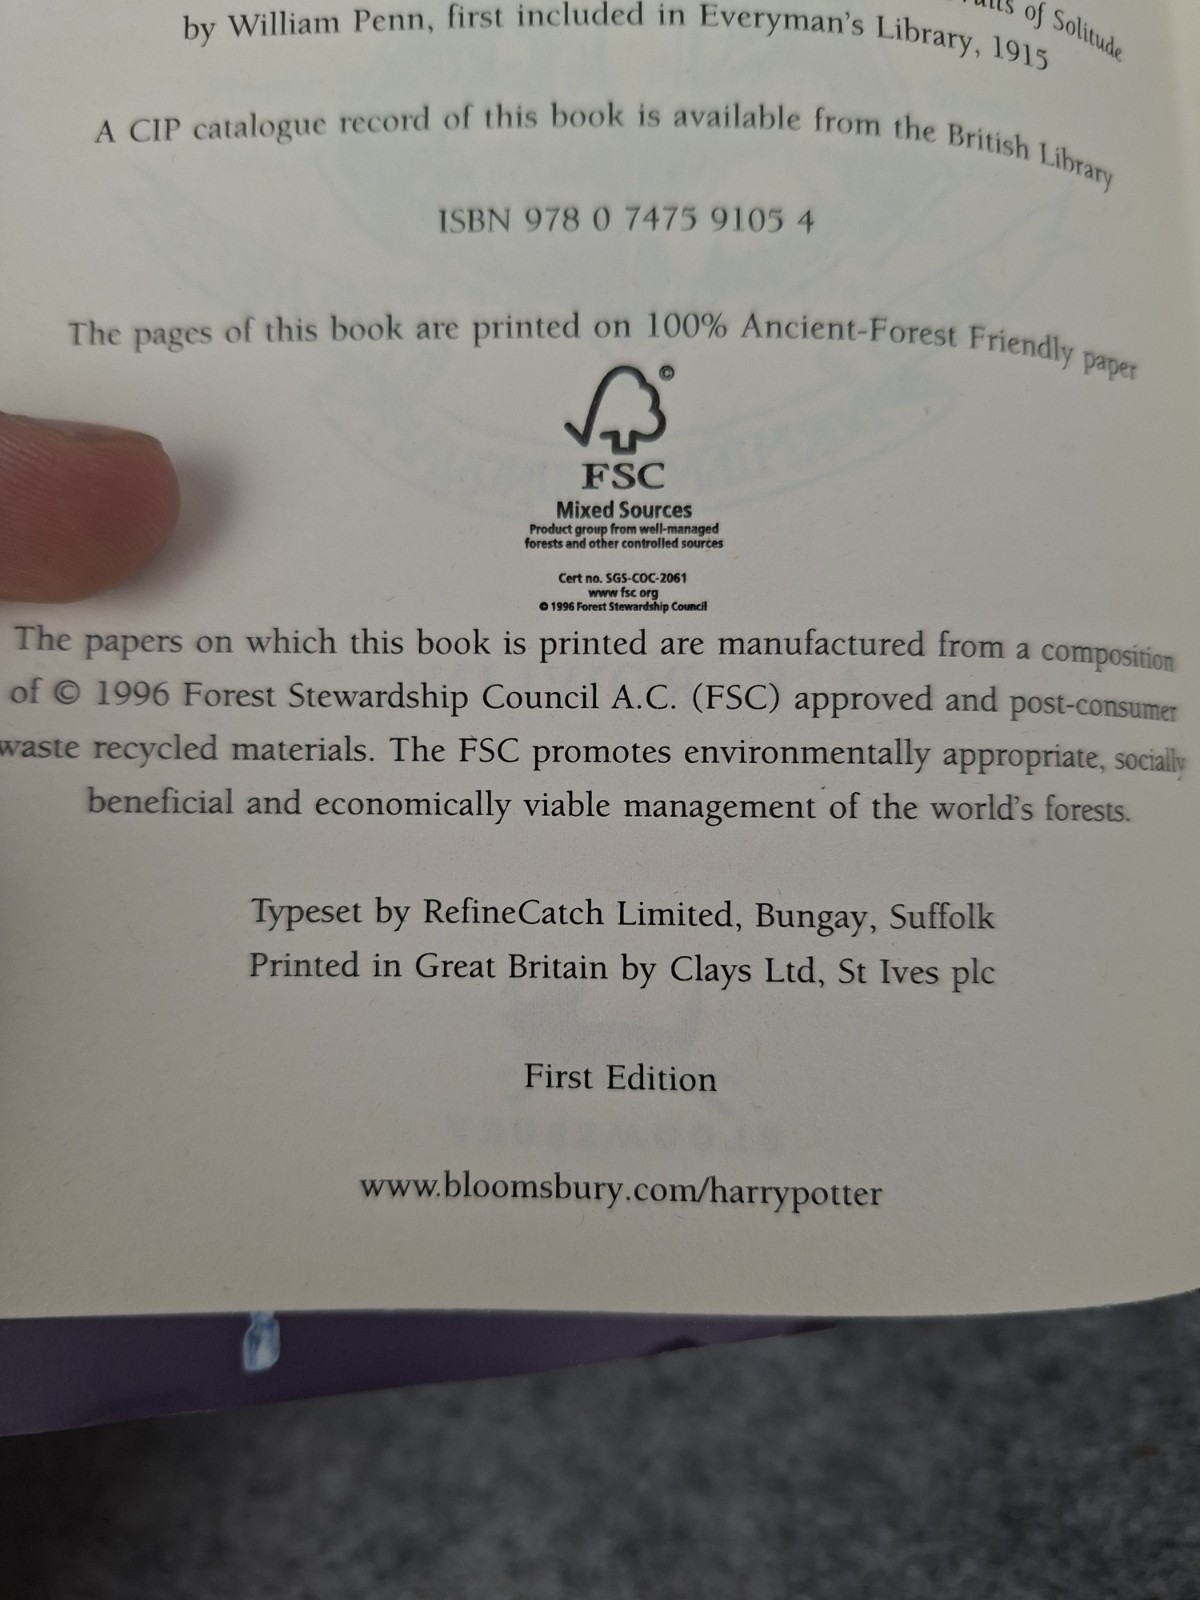 of Solitude
by William Penn, first included in Everyman's Library, 1915
A CIP catalogue record of this book is available from the British Library
ISBN 978 0 7475 9105 4
The pages of this book are printed on 100% Ancient-Forest Friendly paper
©
FSC
Mixed Sources
Product group from well-managed
forests and other controlled sources
Cert no. SGS-COC-2061
www fsc org
© 1996 Forest Stewardship Council
The papers on which this book is printed are manufactured from a composition
of © 1996 Forest Stewardship Council A.C. (FSC) approved and post-consumer
waste recycled materials. The FSC promotes environmentally appropriate, socially
beneficial and economically viable management of the world's forests.
Typeset by RefineCatch Limited, Bungay, Suffolk
Printed in Great Britain by Clays Ltd, St Ives plc
First Edition
www.bloomsbury.com/harrypotter